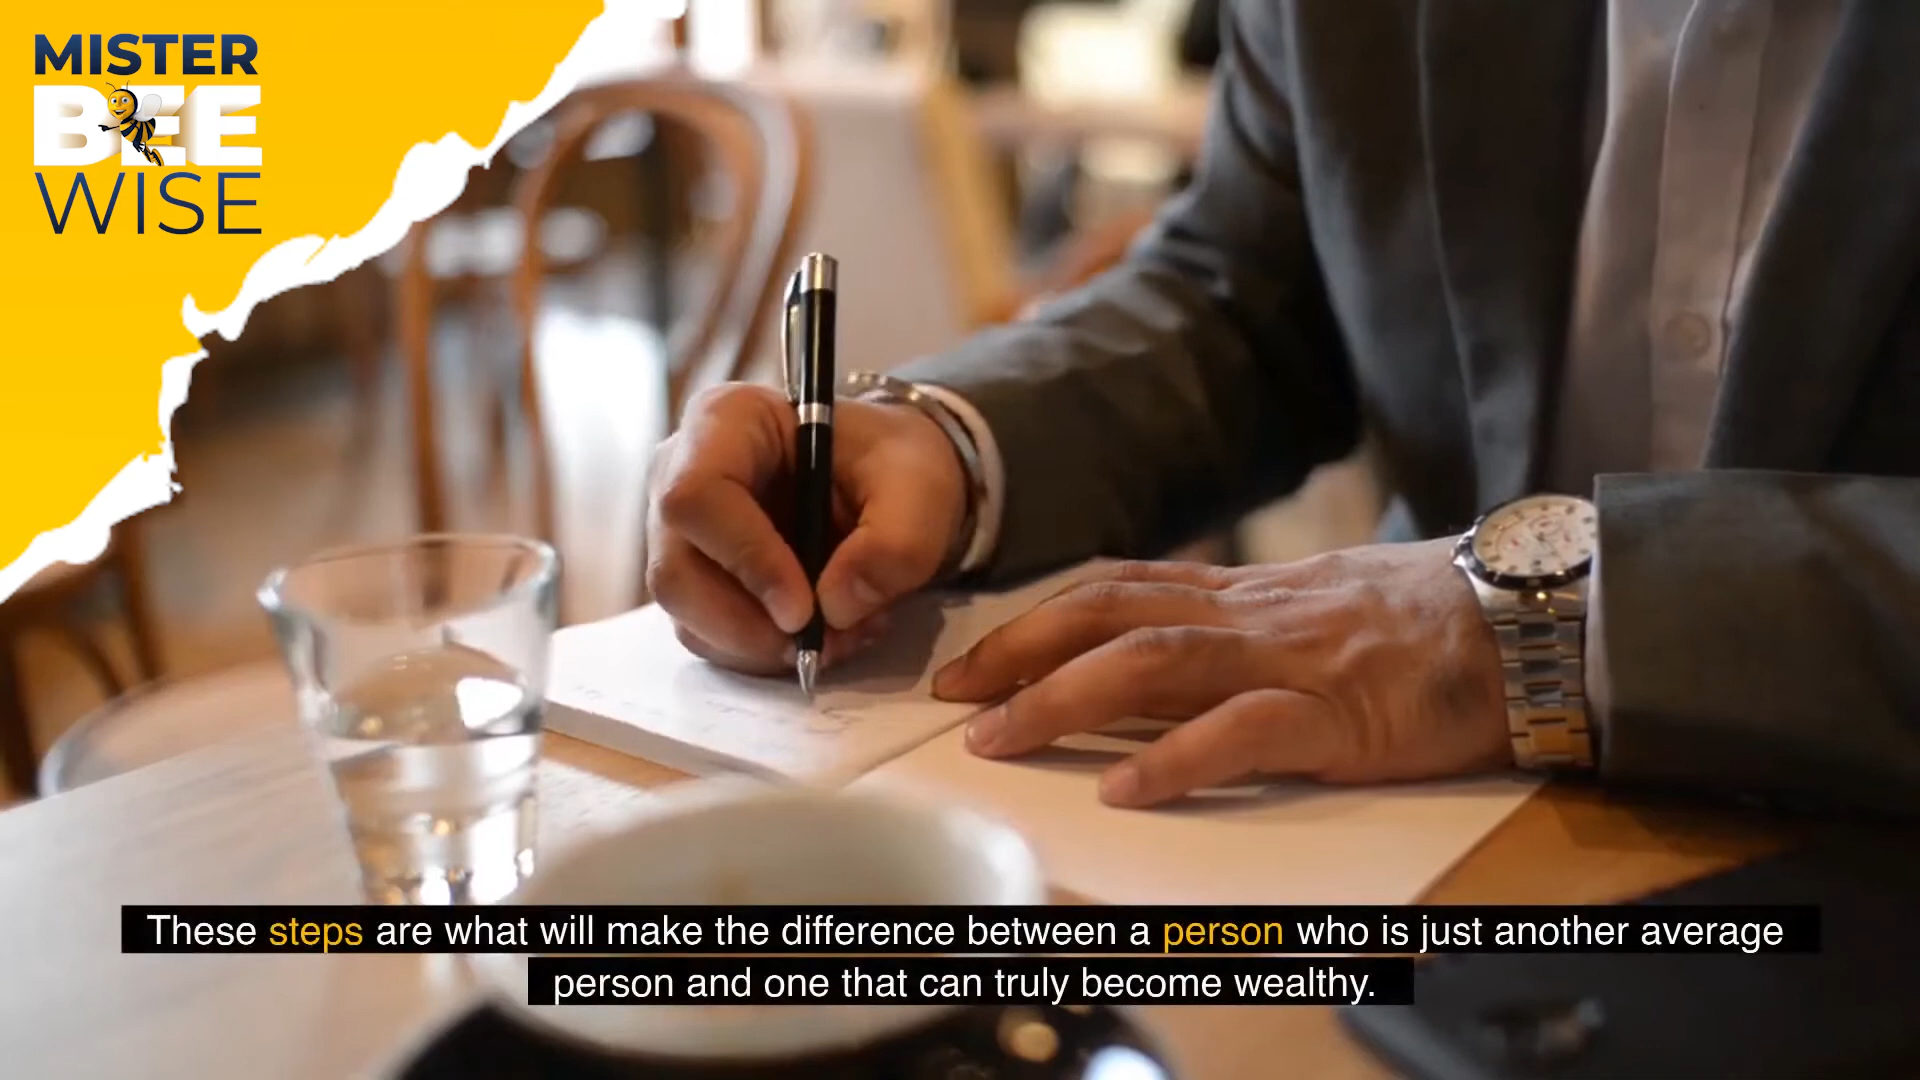 MISTER
BEE
WISE
These steps are what will make the difference between a person who is just another average
person and one that can truly become wealthy.